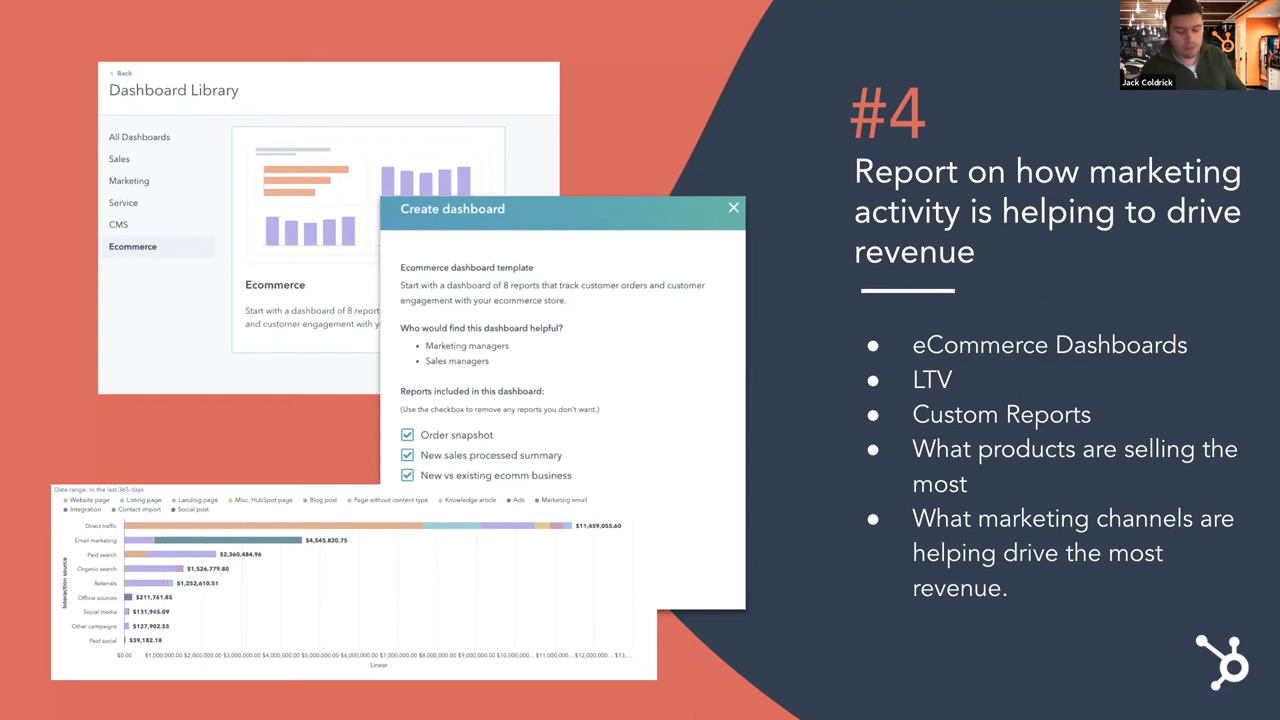 < Back
Dashboard Library
All Dashboards
Sales
Marketing
Service
CMS
Ecommerce
Ecommerce
Start with a dashboard of 8 reports
and customer engagement with
Create dashboard
Ecommerce dashboard template
Start with a dashboard of 8 reports that track customer orders and customer
engagement with your ecommerce store.
Who would find this dashboard helpful?
• Marketing managers
• Sales managers
Reports included in this dashboard:
(Use the checkbox to remove any reports you don't want.)
Order snapshot
New sales processed summary
New vs existing ecomm business
Date range: In the last 365 days
Website page Listing page Landing page Misc. HubSpot page Blog post Page without content type Knowledge article Ads Marketing email
Integration Contact import Social post
Interaction source
Direct traffic $11,459,055.60
Email marketing $4,545,820.75
Paid search $2,360,484.96
Organic search $1,526,779.80
Referrals $1,252,610.51
Offline sources $211,761.85
Social media $131,945.09
Other campaigns $127,902.55
Paid social $39,182.18
$0.00 $1,000,000.00 $2,000,000.00 $3,000,000.00 $4,000,000.00 $5,000,000.00 $6,000,000.00 $7,000,000.00 $8,000,000.00 $9,000,000.00 $10,000,000... $11,000,000... $12,000,000... $13,...
Linear
Jack Coldrick
#4
Report on how marketing
activity is helping to drive
revenue
● eCommerce Dashboards
● LTV
● Custom Reports
● What products are selling the
most
● What marketing channels are
helping drive the most
revenue.